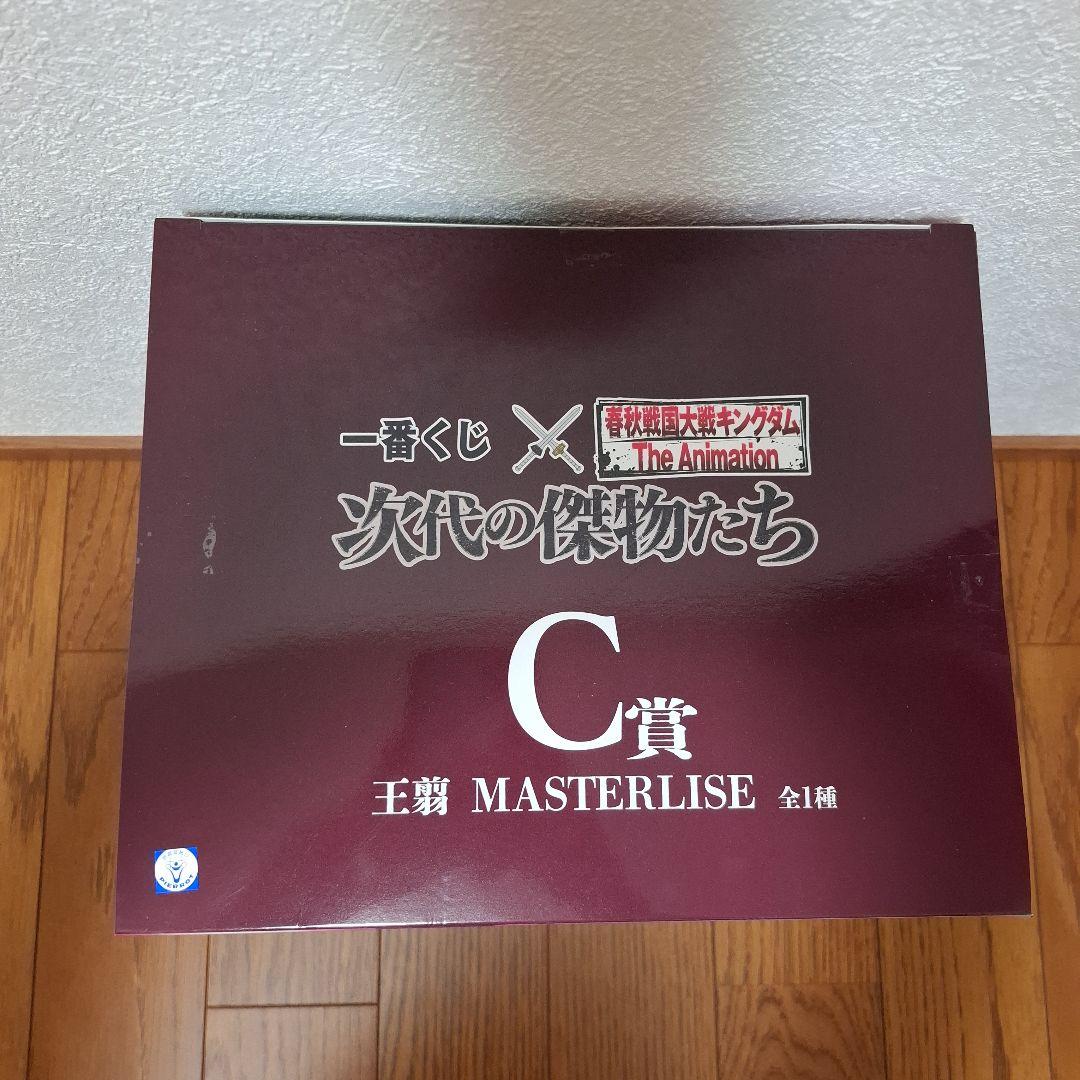 一番くじ
春秋戦国大戦キングダム
The Animation
次代の傑物たち
C賞
王翦 MASTERLISE 全1種
PIERROT